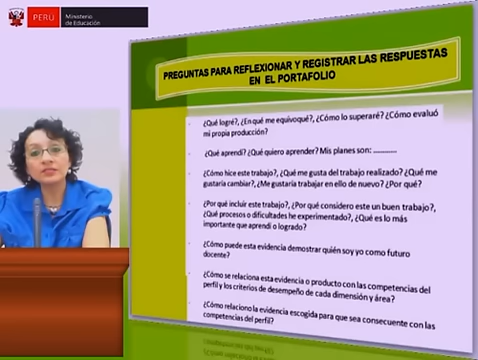 PERÚ
Ministerio
de Educación
PREGUNTAS PARA REFLEXIONAR Y REGISTRAR LAS RESPUESTAS
EN EL PORTAFOLIO
¿Qué logré?, ¿En qué me equivoqué?, ¿Cómo lo superaré? ¿Cómo evaluó
mi propia producción?
¿Qué aprendí? ¿Qué quiero aprender? Mis planes son: ............
¿Cómo hice este trabajo?, ¿Qué me gusta del trabajo realizado? ¿Qué me
gustaría cambiar?, ¿Me gustaría trabajar en ello de nuevo? ¿Por qué?
¿Por qué incluir este trabajo?, ¿Por qué considero este un buen trabajo?,
¿Qué procesos o dificultades he experimentado?, ¿Qué es lo más
importante que aprendí o logrado?
¿Cómo puede esta evidencia demostrar quién soy yo como futuro
docente?
¿Cómo se relaciona esta evidencia o producto con las competencias del
perfil y los criterios de desempeño de cada dimensión y área?
¿Cómo relaciono la evidencia escogida para que sea consecuente con las
competencias del perfil?